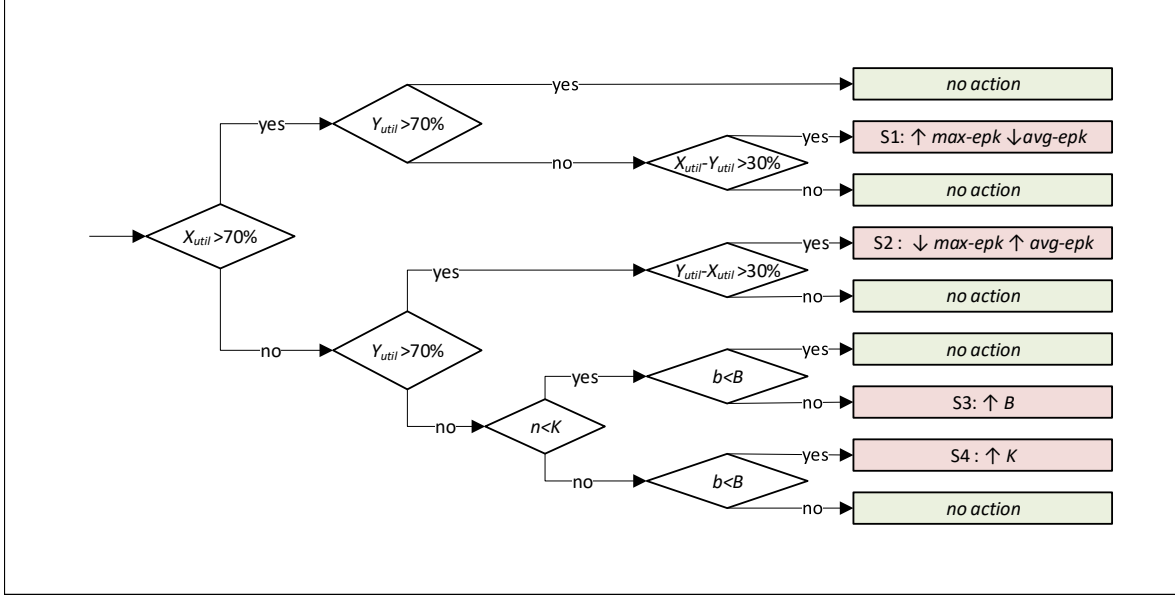 yes
no action
yes
Y_util >70%
yes
S1: ↑ max-epk ↓avg-epk
no
X_util-Y_util >30%
no
no action
X_util >70%
yes
S2 : ↓ max-epk ↑ avg-epk
yes
Y_util-X_util >30%
no
no action
no
Y_util >70%
yes
no action
yes
b<B
no
S3: ↑ B
no
n<K
yes
S4 : ↑ K
no
b<B
no
no action